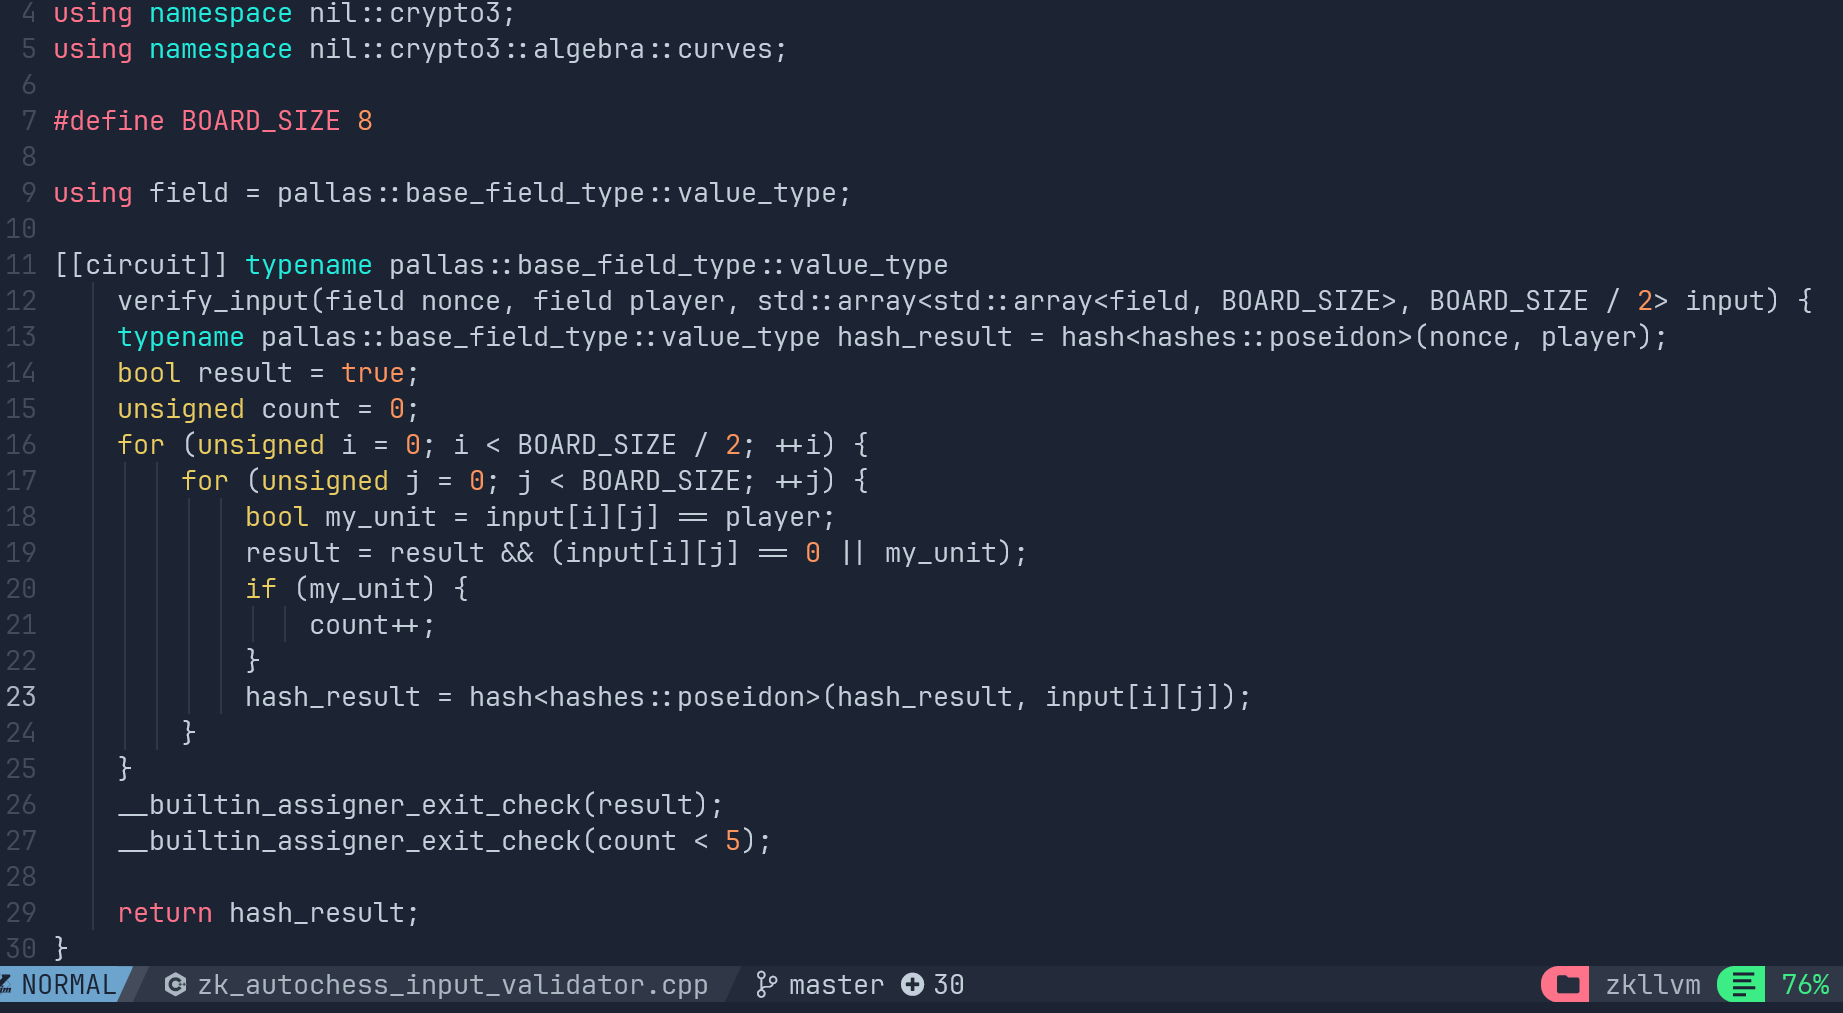 4 using namespace nil::crypto3;
5 using namespace nil::crypto3::algebra::curves;
6
7 #define BOARD_SIZE 8
8
9 using field = pallas::base_field_type::value_type;
10
11 [[circuit]] typename pallas::base_field_type::value_type
12     verify_input(field nonce, field player, std::array<std::array<field, BOARD_SIZE>, BOARD_SIZE / 2> input) {
13     typename pallas::base_field_type::value_type hash_result = hash<hashes::poseidon>(nonce, player);
14     bool result = true;
15     unsigned count = 0;
16     for (unsigned i = 0; i < BOARD_SIZE / 2; ++i) {
17         for (unsigned j = 0; j < BOARD_SIZE; ++j) {
18             bool my_unit = input[i][j] == player;
19             result = result && (input[i][j] == 0 || my_unit);
20             if (my_unit) {
21                 count++;
22             }
23             hash_result = hash<hashes::poseidon>(hash_result, input[i][j]);
24         }
25     }
26     __builtin_assigner_exit_check(result);
27     __builtin_assigner_exit_check(count < 5);
28
29     return hash_result;
30 }
NORMAL zk_autochess_input_validator.cpp master 30 zkllvm 76%